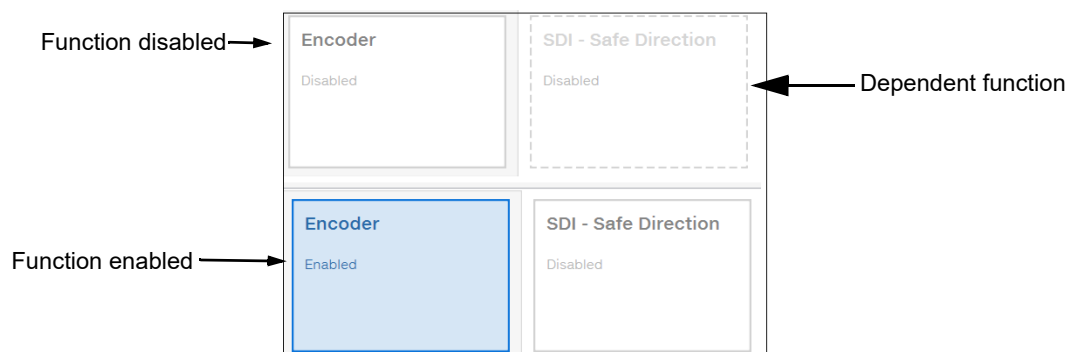 Function disabled
Encoder
SDI - Safe Direction
Disabled
Disabled
Dependent function
Encoder
SDI - Safe Direction
Function enabled
Enabled
Disabled